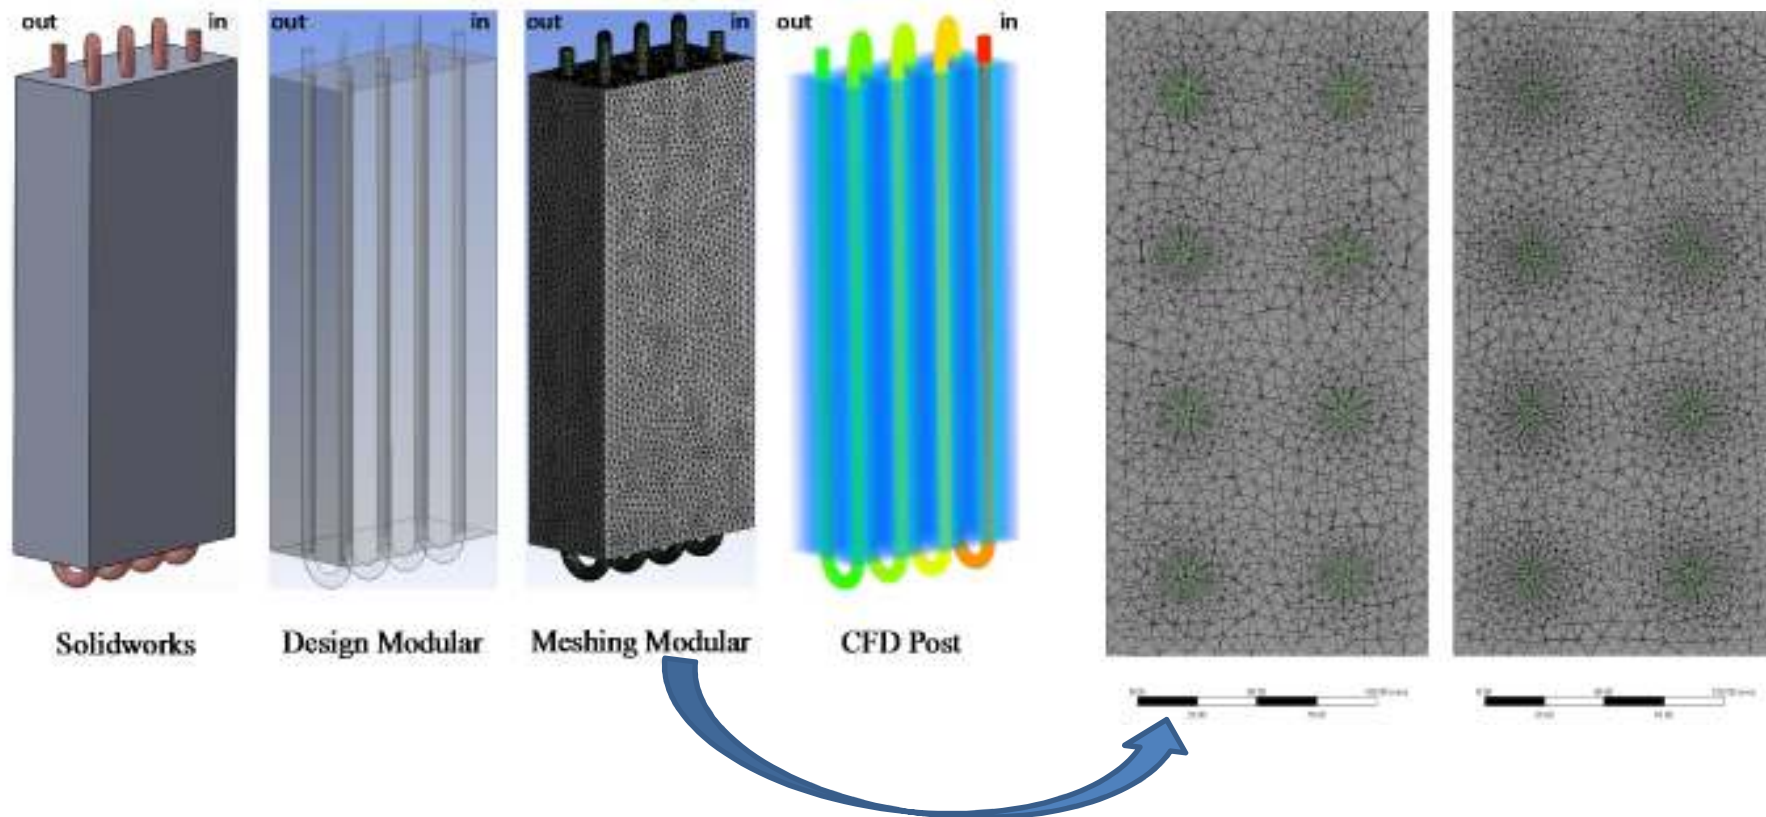 out in
out in
out in
out in
Solidworks
Design Modular
Meshing Modular
CFD Post